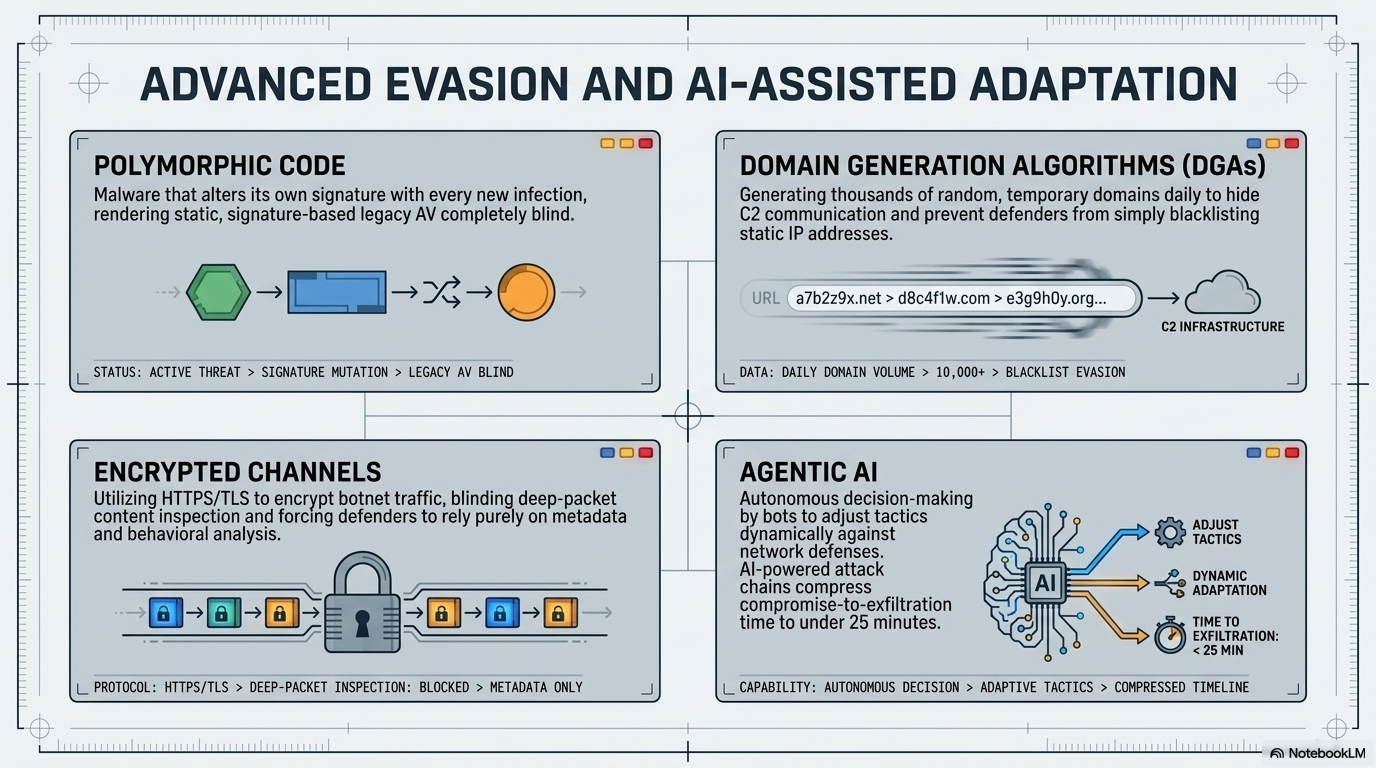 ADVANCED EVASION AND AI-ASSISTED ADAPTATION
POLYMORPHIC CODE
Malware that alters its own signature with every new infection,
rendering static, signature-based legacy AV completely blind.
STATUS: ACTIVE THREAT > SIGNATURE MUTATION > LEGACY AV BLIND
DOMAIN GENERATION ALGORITHMS (DGAs)
Generating thousands of random, temporary domains daily to hide
C2 communication and prevent defenders from simply blacklisting
static IP addresses.
URL a7b2z9x.net > d8c4f1w.com > e3g9h0y.org...
C2 INFRASTRUCTURE
DATA: DAILY DOMAIN VOLUME > 10,000+ > BLACKLIST EVASION
ENCRYPTED CHANNELS
Utilizing HTTPS/TLS to encrypt botnet traffic, blinding deep-packet
content inspection and forcing defenders to rely purely on metadata
and behavioral analysis.
PROTOCOL: HTTPS/TLS > DEEP-PACKET INSPECTION: BLOCKED > METADATA ONLY
AGENTIC AI
Autonomous decision-making
by bots to adjust tactics
dynamically against
network defenses.
AI-powered attack
chains compress
compromise-to-exfiltration
time to under 25 minutes.
AI
ADJUST
TACTICS
DYNAMIC
ADAPTATION
TIME TO
EXFILTRATION:
< 25 MIN
CAPABILITY: AUTONOMOUS DECISION > ADAPTIVE TACTICS > COMPRESSED TIMELINE
NotebookLM